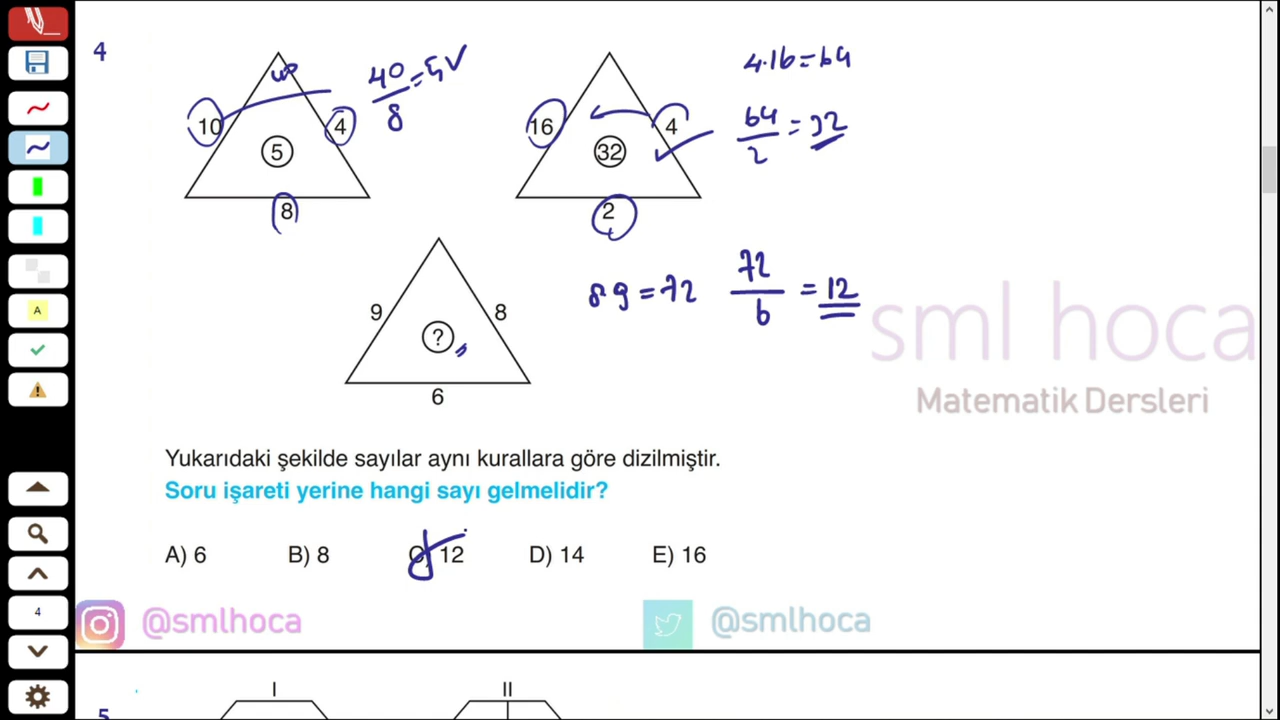 4
40
10 4 40/8 = 5 ✓
5
8
16 4 4.16=64
32 64/2 = 32
2
9 8 8 9 = 72 72/6 = 12
?
6
sml hoca
Matematik Dersleri
Yukarıdaki şekilde sayılar aynı kurallara göre dizilmiştir.
Soru işareti yerine hangi sayı gelmelidir?
A) 6 B) 8 C) 12 D) 14 E) 16
@smlhoca @smlhoca
A
4
5 I II